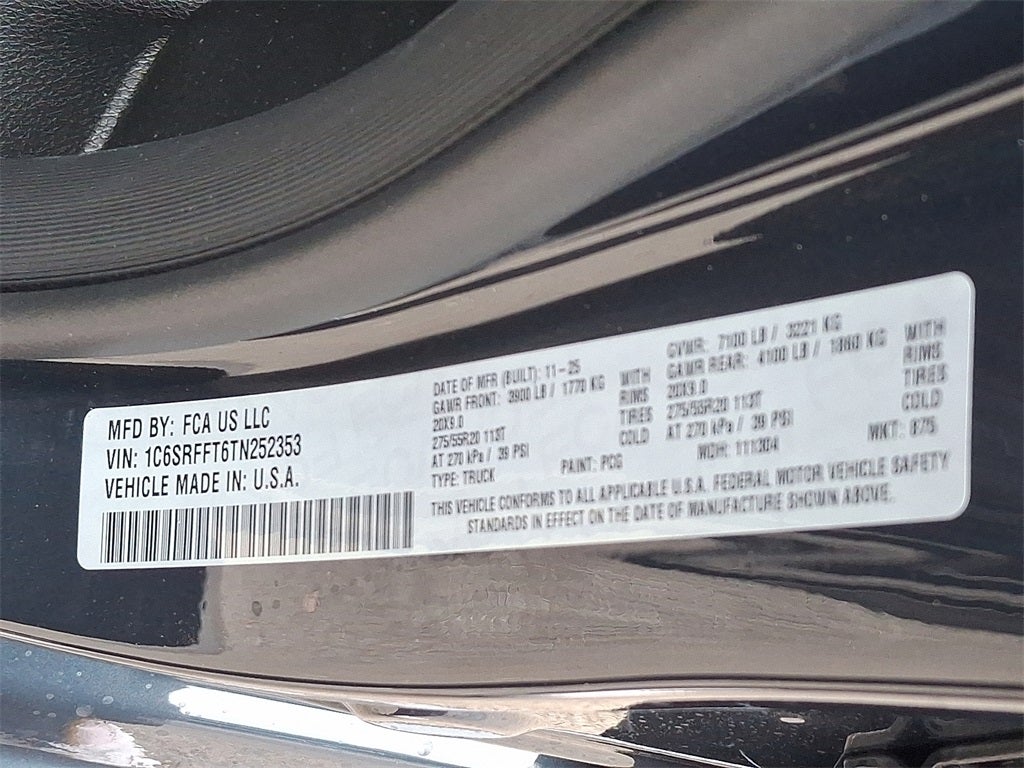 MFD BY: FCA US LLC
VIN: 1C6SRFFT6TN252353
VEHICLE MADE IN: U.S.A.
DATE OF MFR (BUILT): 11-25
GAWR FRONT: 3900 LB / 1770 KG WITH
20X9.0 RIMS
275/55R20 113T TIRES
AT 270 kPa / 39 PSI COLD
TYPE: TRUCK PAINT:
GVWR: 7100 LB / 3221 KG
GAWR REAR: 4100 LB / 1860 KG WITH
20X9.0 RIMS
275/55R20 113T TIRES
AT 270 kPa / 39 PSI COLD
MDH: 111304
THIS VEHICLE CONFORMS TO ALL APPLICABLE U.S.A. FEDERAL MOTOR VEHICLE SAFETY
STANDARDS IN EFFECT ON THE DATE OF MANUFACTURE SHOWN ABOVE.